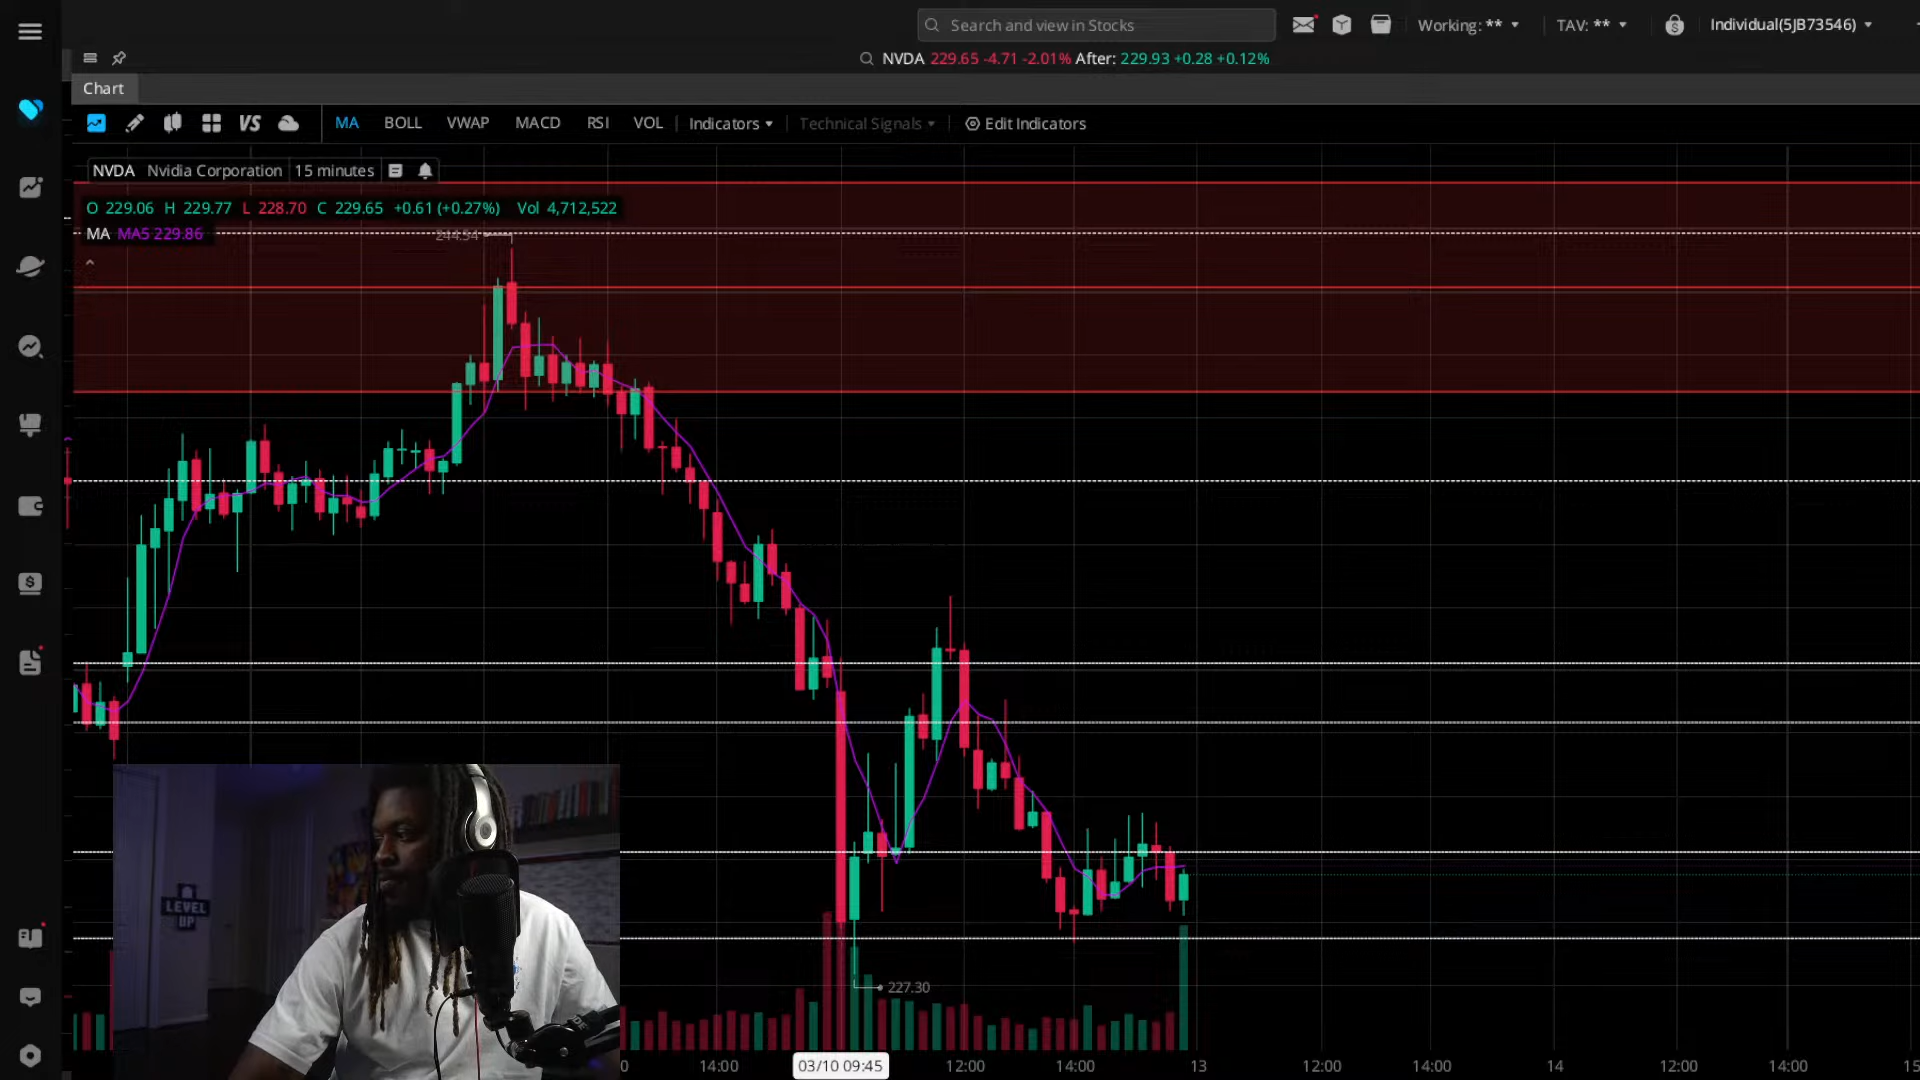 Search and view in Stocks
Working: **
TAV: **
Individual(5JB73546)
NVDA 229.65 -4.71 -2.01% After: 229.93 +0.28 +0.12%
Chart
VS MA BOLL VWAP MACD RSI VOL Indicators Technical Signals Edit Indicators
NVDA Nvidia Corporation 15 minutes
O 229.06 H 229.77 L 228.70 C 229.65 +0.61 (+0.27%) Vol 4,712,522
MA MA5 229.86
244.54
LEVEL
UP
227.30
0 14:00 03/10 09:45 12:00 14:00 13 12:00 14:00 14 12:00 14:00 15